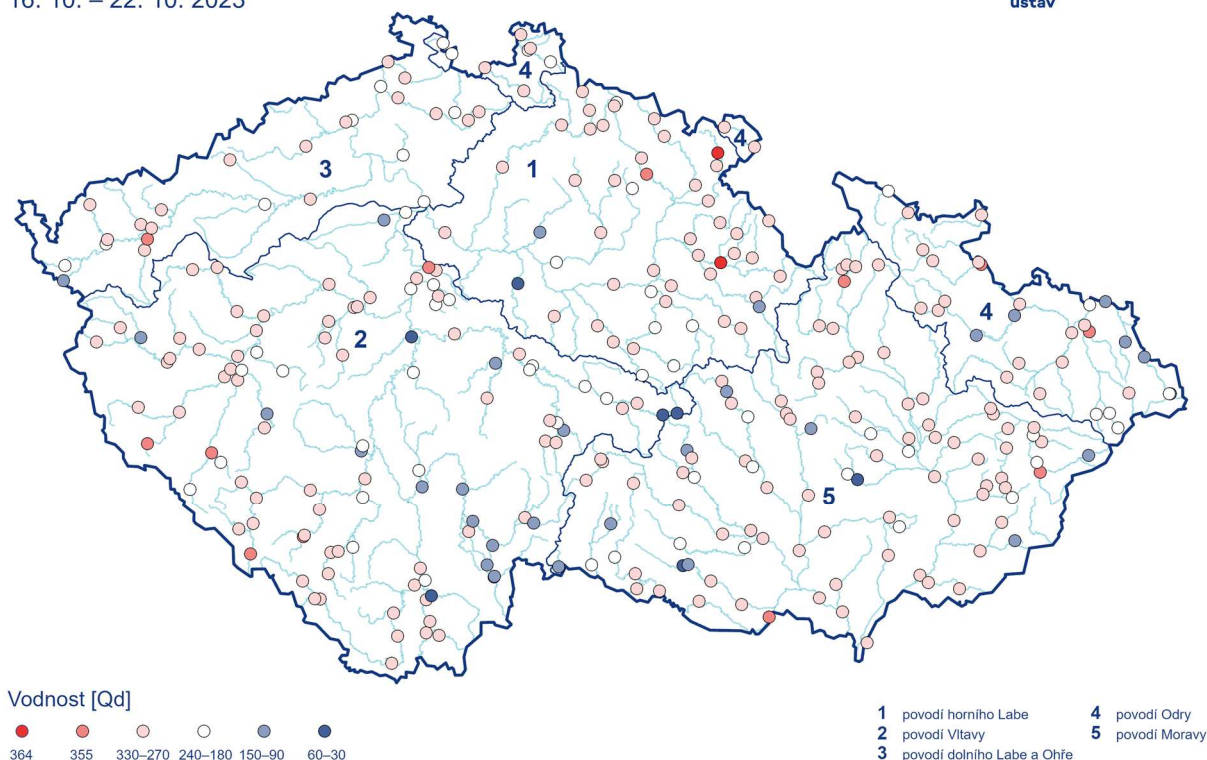 16. 10. – 22. 10. 2023
ústav
4
4
3
1
2
4
5
Vodnost [Qd]
364 355 330–270 240–180 150–90 60–30
1 povodí horního Labe
2 povodí Vltavy
3 povodí dolního Labe a Ohře
4 povodí Odry
5 povodí Moravy